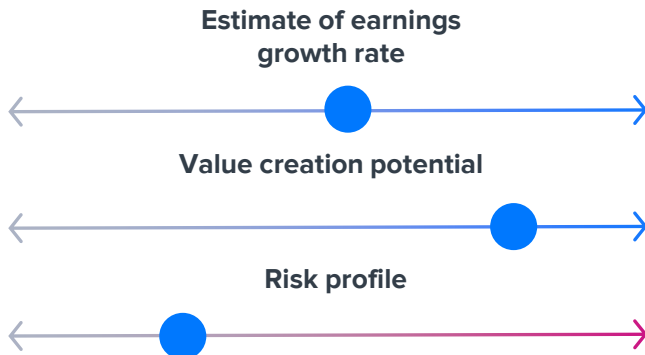 Estimate of earnings
growth rate
Value creation potential
Risk profile